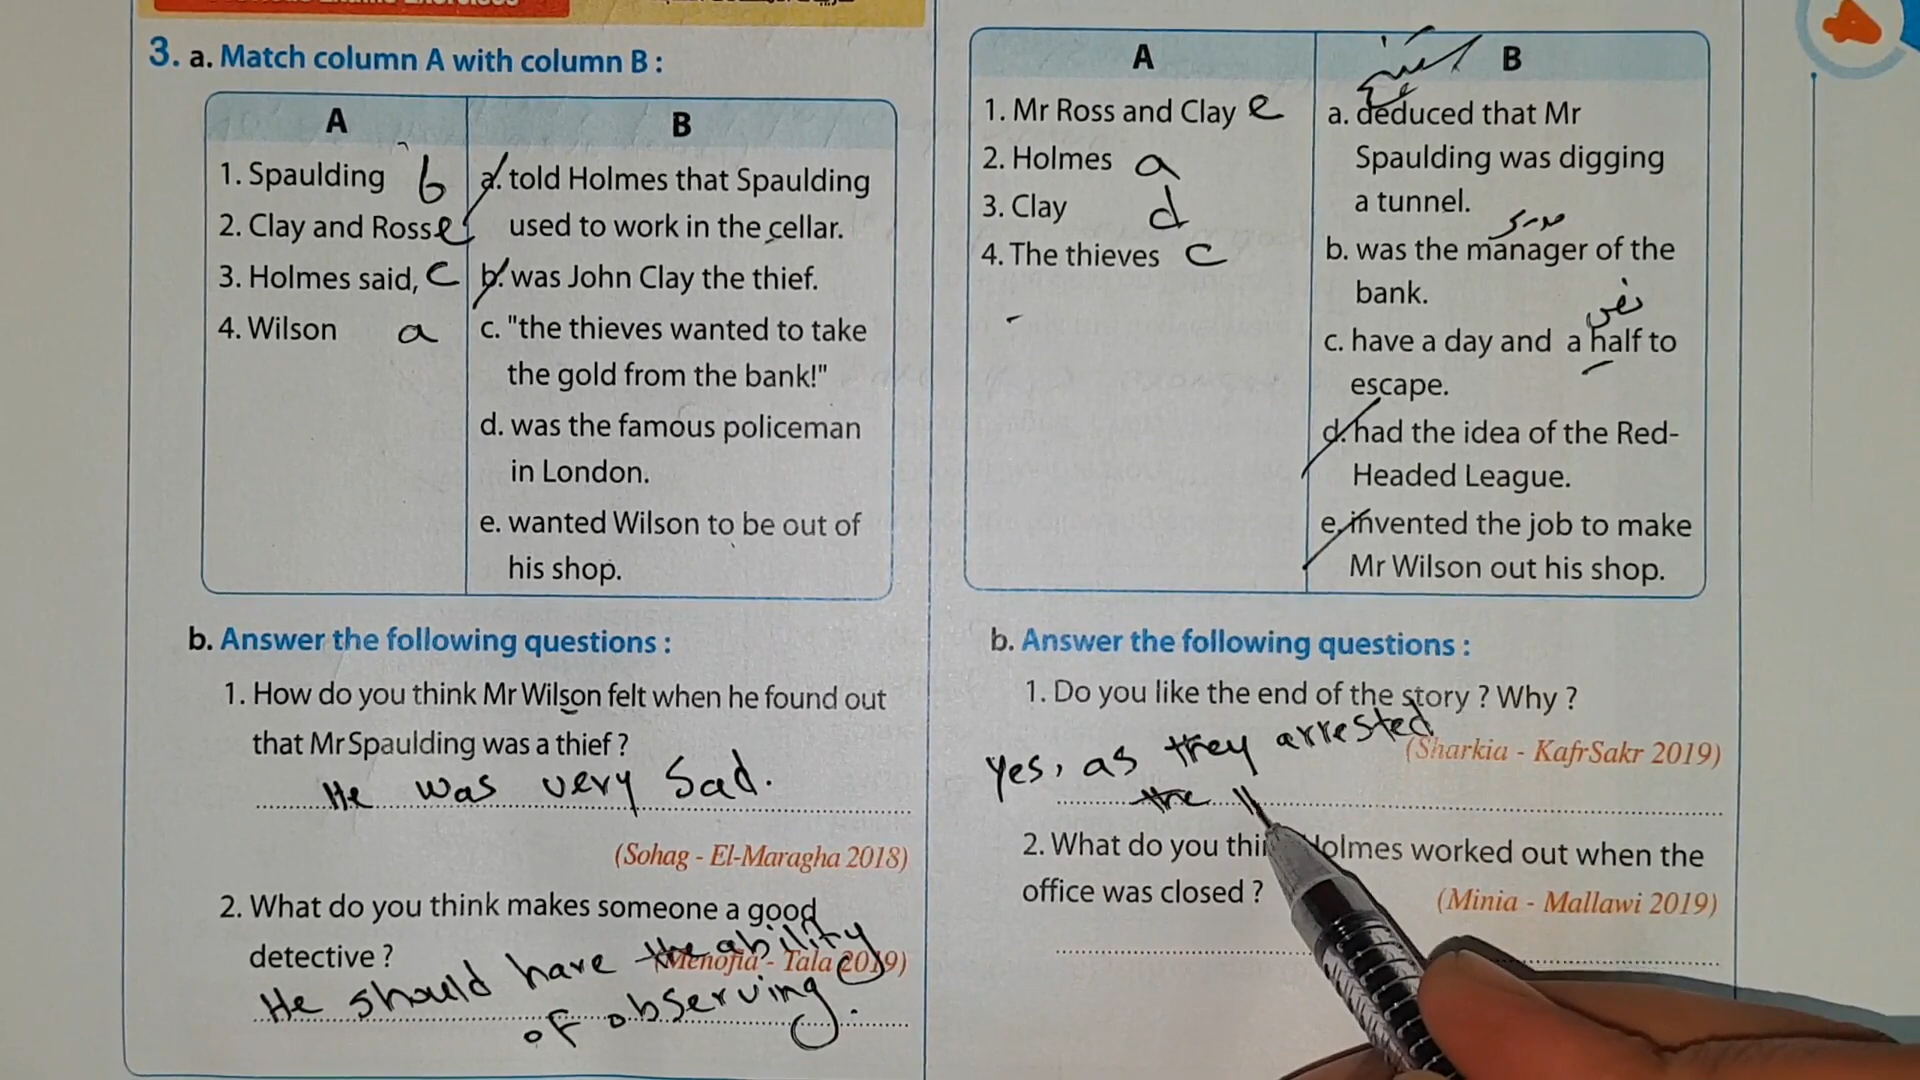 3. a. Match column A with column B :
A B
1. Spaulding b
2. Clay and Ross e
3. Holmes said, c
4. Wilson a
a. told Holmes that Spaulding
used to work in the cellar.
b. was John Clay the thief.
c. "the thieves wanted to take
the gold from the bank!"
d. was the famous policeman
in London.
e. wanted Wilson to be out of
his shop.
b. Answer the following questions :
1. How do you think Mr Wilson felt when he found out
that Mr Spaulding was a thief ?
He was very sad.
(Sohag - El-Maragha 2018)
2. What do you think makes someone a good
detective ?
(Menofia - Tala 2019)
He should have the ability
of observing.
A B
1. Mr Ross and Clay e
2. Holmes a
3. Clay d
4. The thieves c
a. deduced that Mr
Spaulding was digging
a tunnel.
b. was the manager of the
bank.
c. have a day and a half to
escape.
d. had the idea of the Red-
Headed League.
e. invented the job to make
Mr Wilson out his shop.
b. Answer the following questions :
1. Do you like the end of the story ? Why ?
(Sharkia - KafrSakr 2019)
yes, as they arrested
the
2. What do you thi Holmes worked out when the
office was closed ?
(Minia - Mallawi 2019)